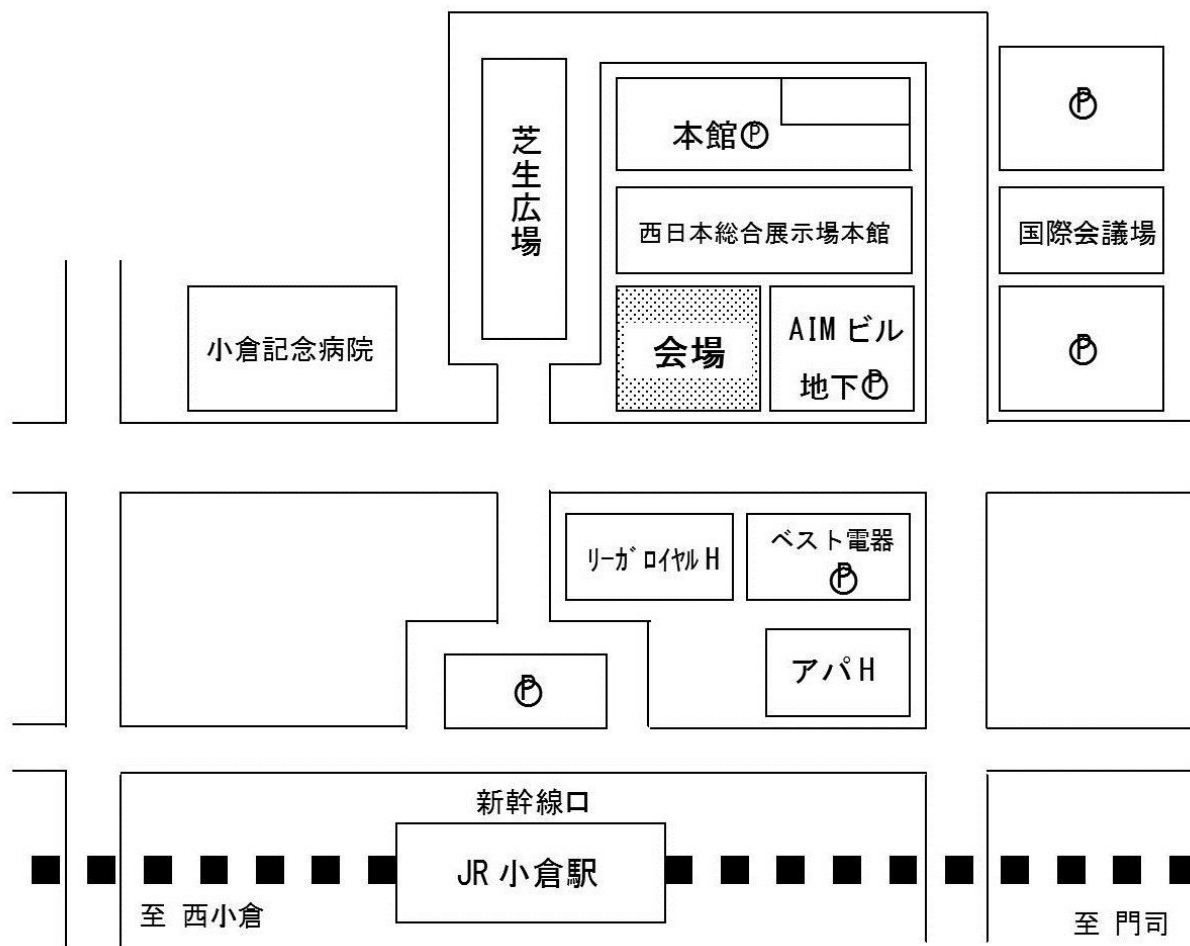 芝生広場
本館Ⓟ
Ⓟ
西日本総合展示場本館
国際会議場
小倉記念病院
会場
AIM ビル
地下Ⓟ
Ⓟ
リーガロイヤル H
ベスト電器
Ⓟ
アパ H
Ⓟ
新幹線口
JR 小倉駅
至 西小倉
至 門司